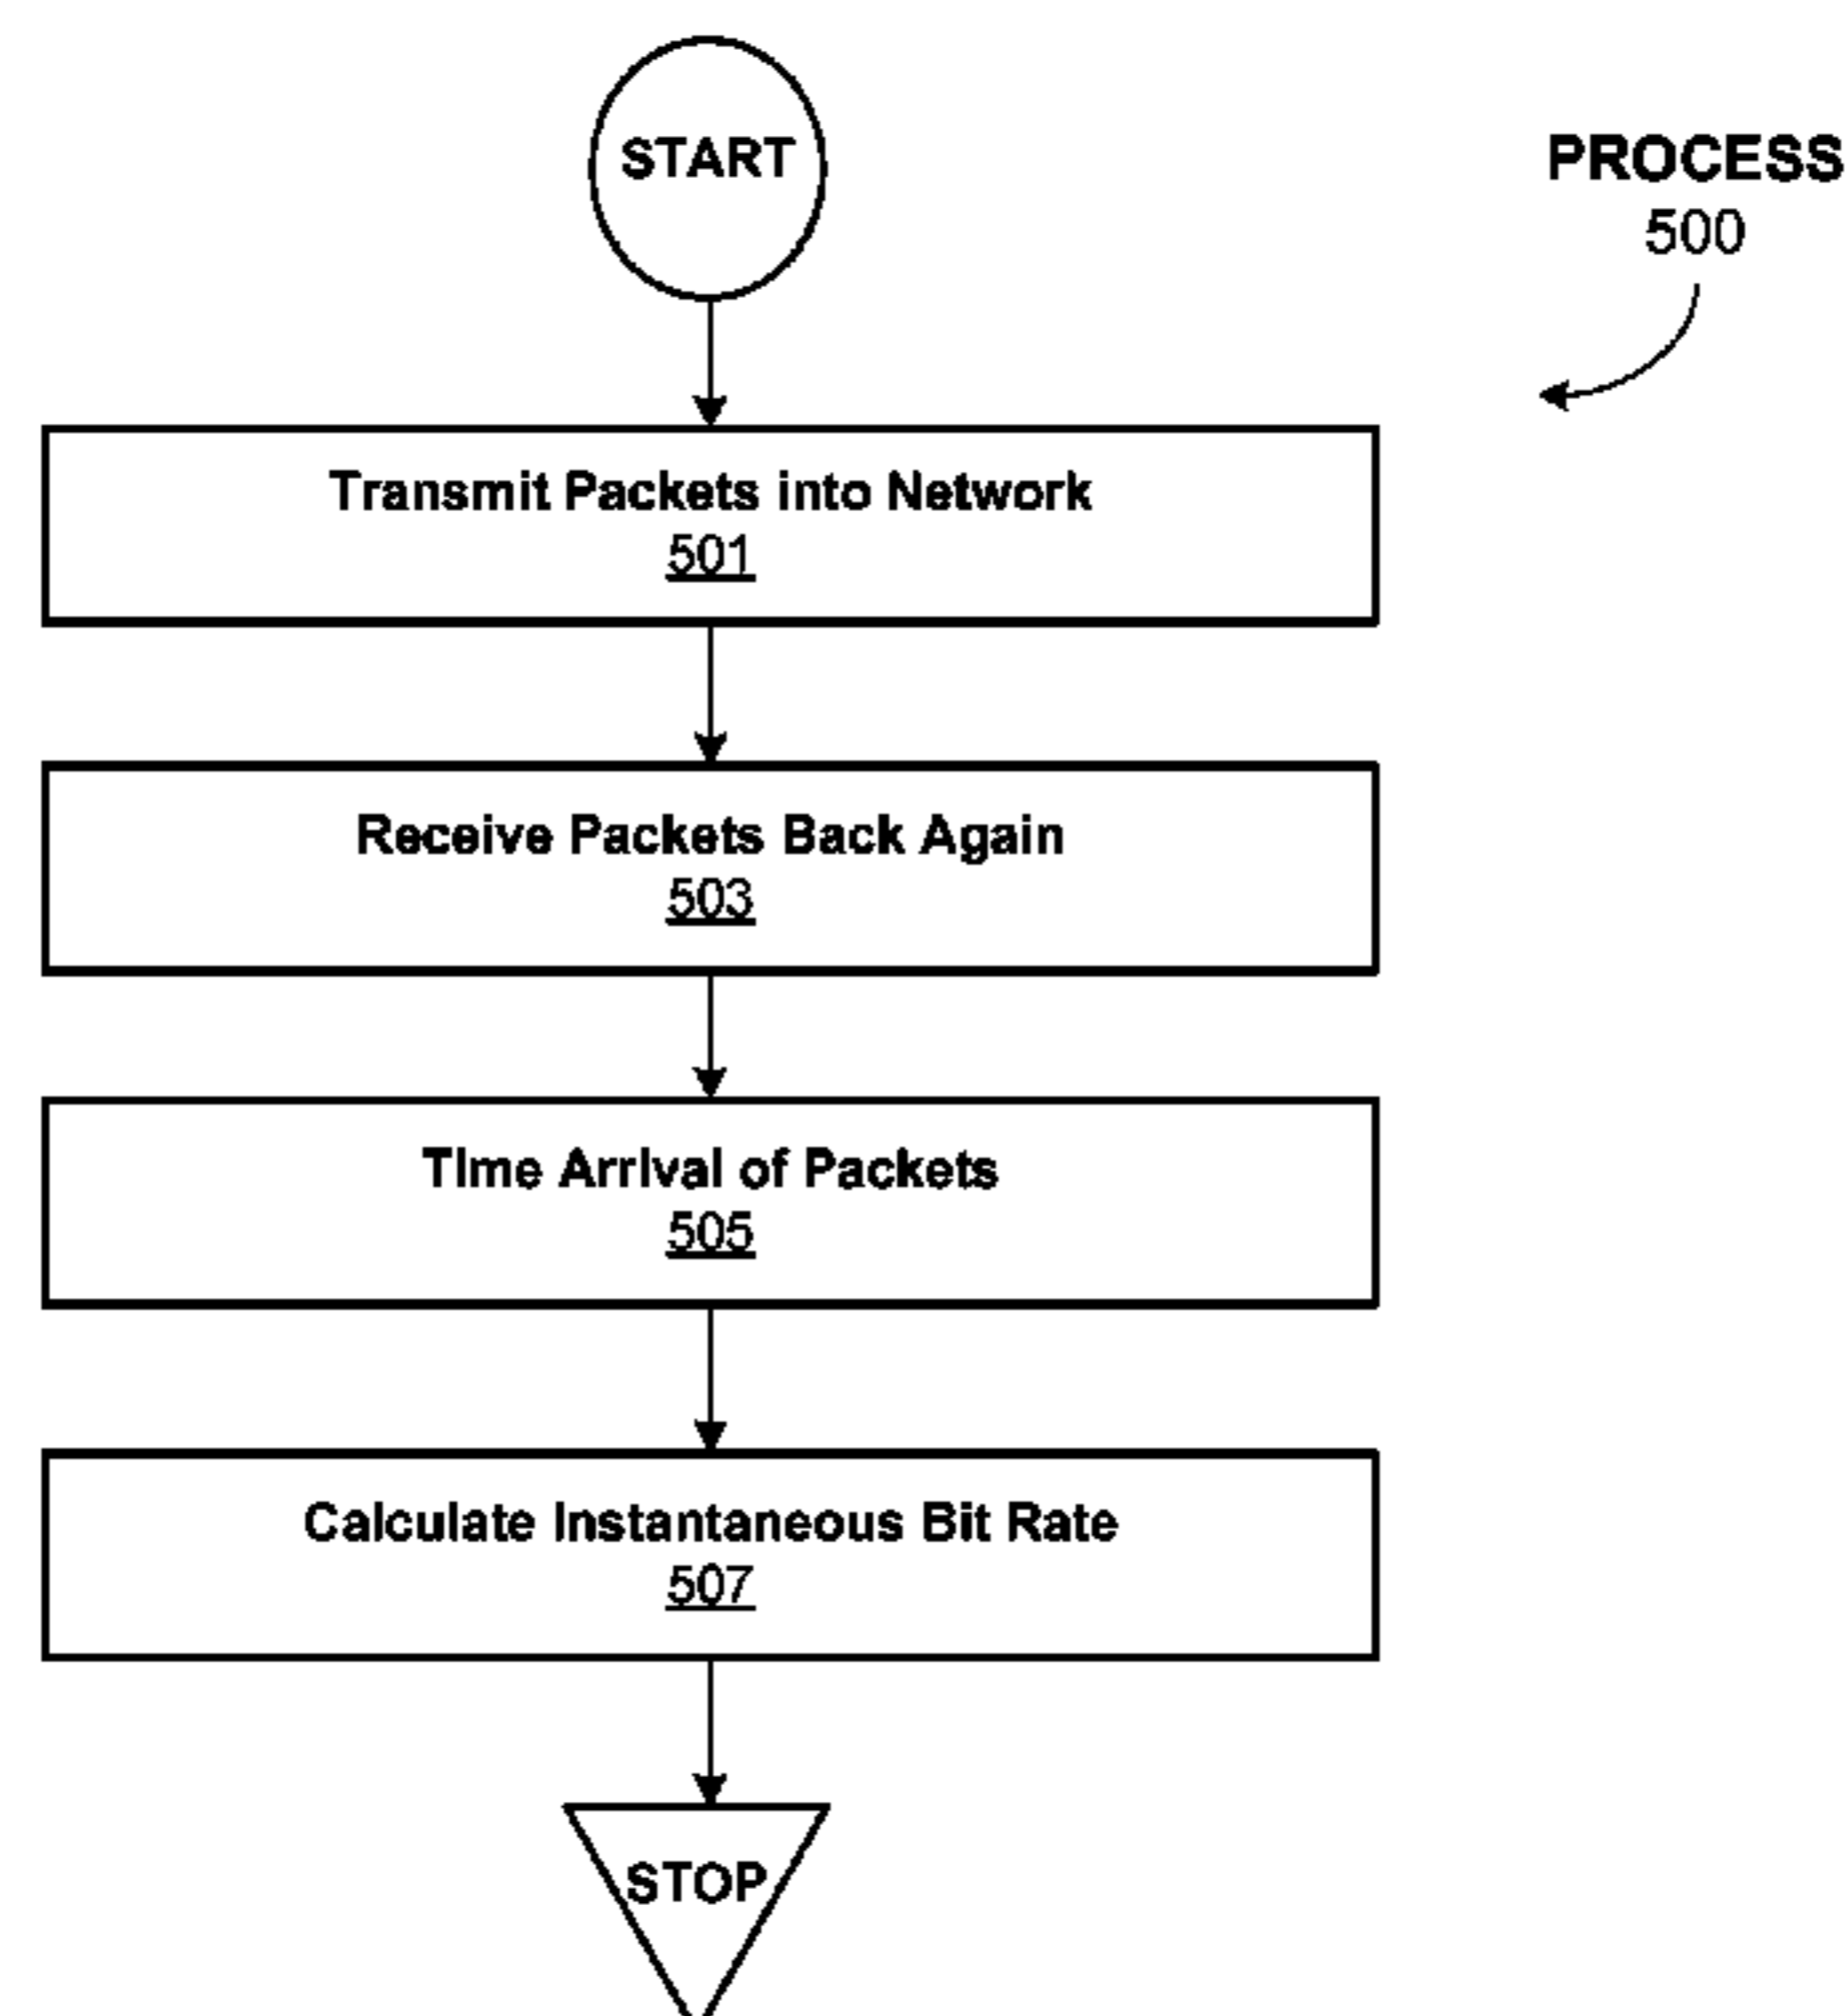 START
PROCESS
500
Transmit Packets into Network
501
Receive Packets Back Again
503
Time Arrival of Packets
505
Calculate Instantaneous Bit Rate
507
STOP